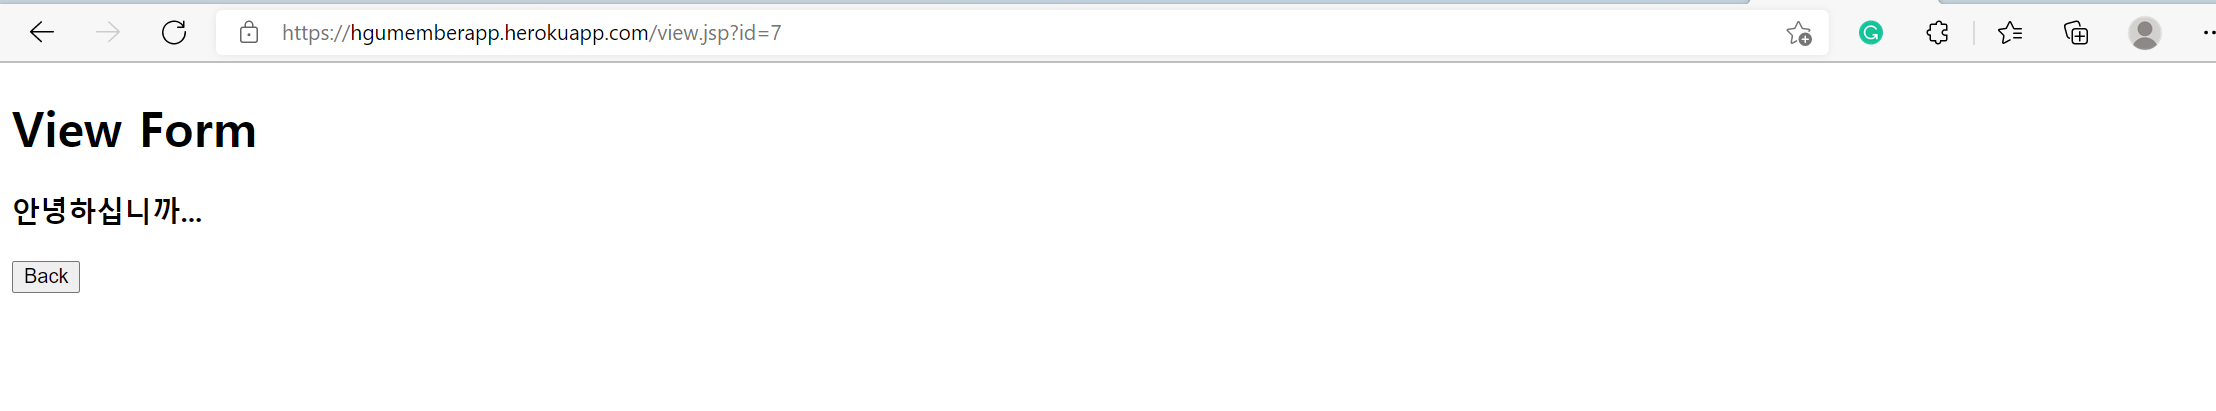 https://hgumemberapp.herokuapp.com/view.jsp?id=7
View Form
안녕하십니까...
Back